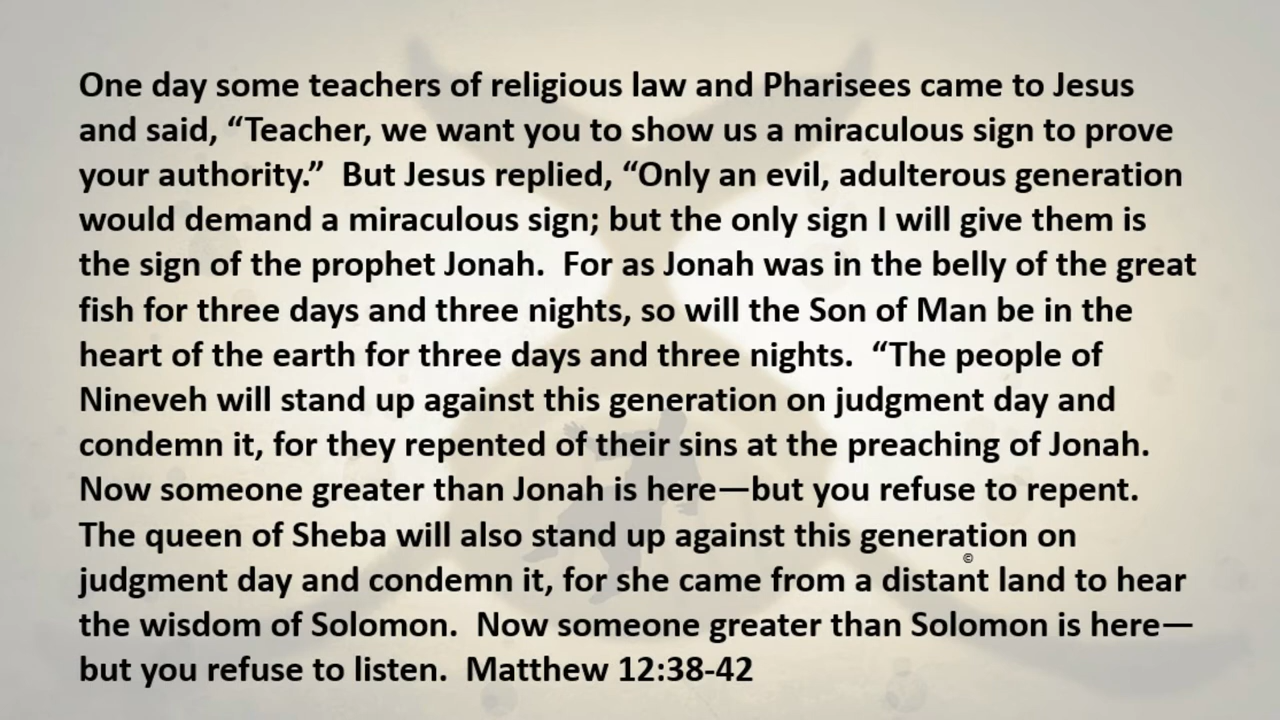 One day some teachers of religious law and Pharisees came to Jesus
and said, “Teacher, we want you to show us a miraculous sign to prove
your authority.”  But Jesus replied, “Only an evil, adulterous generation
would demand a miraculous sign; but the only sign I will give them is
the sign of the prophet Jonah.  For as Jonah was in the belly of the great
fish for three days and three nights, so will the Son of Man be in the
heart of the earth for three days and three nights.  “The people of
Nineveh will stand up against this generation on judgment day and
condemn it, for they repented of their sins at the preaching of Jonah.
Now someone greater than Jonah is here—but you refuse to repent.
The queen of Sheba will also stand up against this generation on
©
judgment day and condemn it, for she came from a distant land to hear
the wisdom of Solomon.  Now someone greater than Solomon is here—
but you refuse to listen.  Matthew 12:38-42